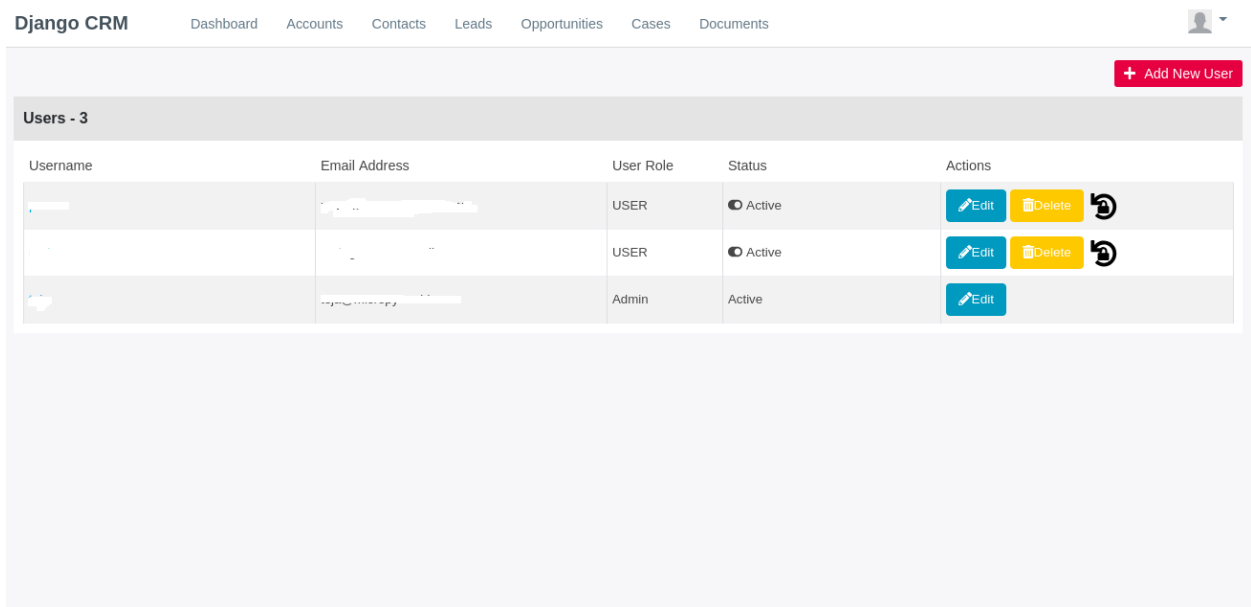 Django CRM Dashboard Accounts Contacts Leads Opportunities Cases Documents
Add New User
Users - 3
Username Email Address User Role Status Actions
USER Active Edit Delete
USER Active Edit Delete
Admin Active Edit